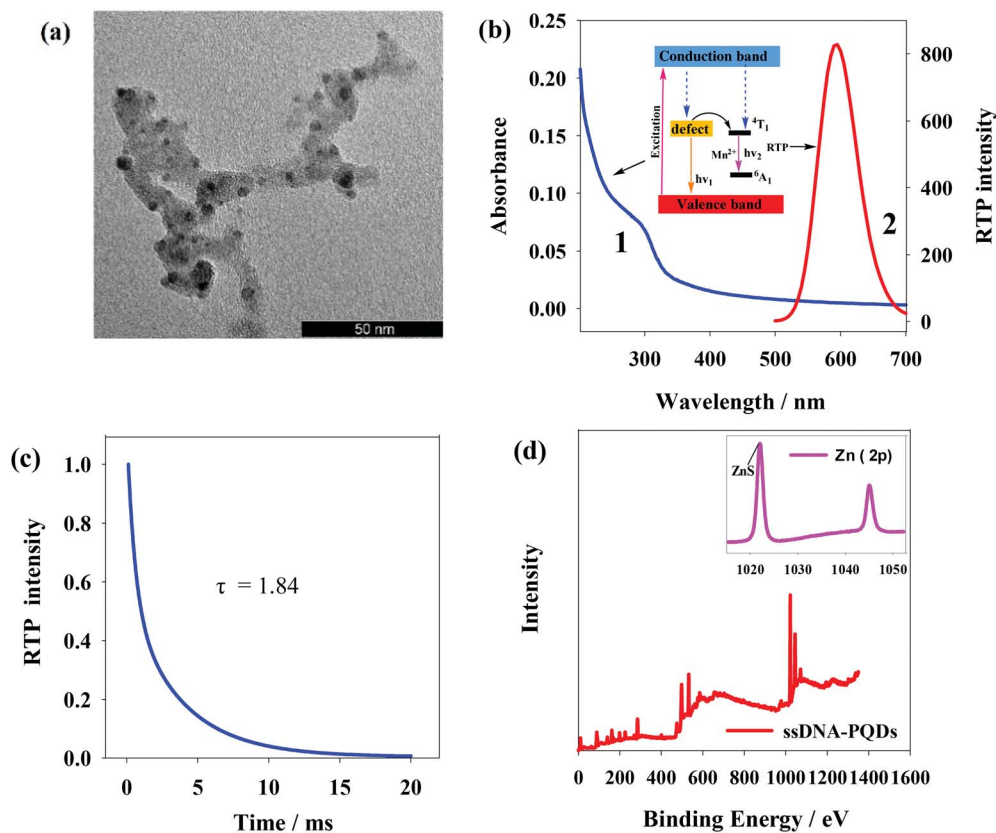 (a)
50 nm
(b)
0.25
0.20
0.15
0.10
0.05
0.00
Absorbance
300
400
500
600
700
Wavelength / nm
800
600
400
200
0
RTP intensity
Conduction band
Excitation
defect
⁴T₁
Mn²⁺
hν₂
RTP
hν₁
⁶A₁
Valence band
1
2
(c)
1.0
0.8
0.6
0.4
0.2
0.0
RTP intensity
τ = 1.84
0
5
10
15
20
Time / ms
(d)
Intensity
ZnS
Zn ( 2p)
1020
1030
1040
1050
ssDNA-PQDs
0
200
400
600
800
1000
1200
1400
1600
Binding Energy / eV